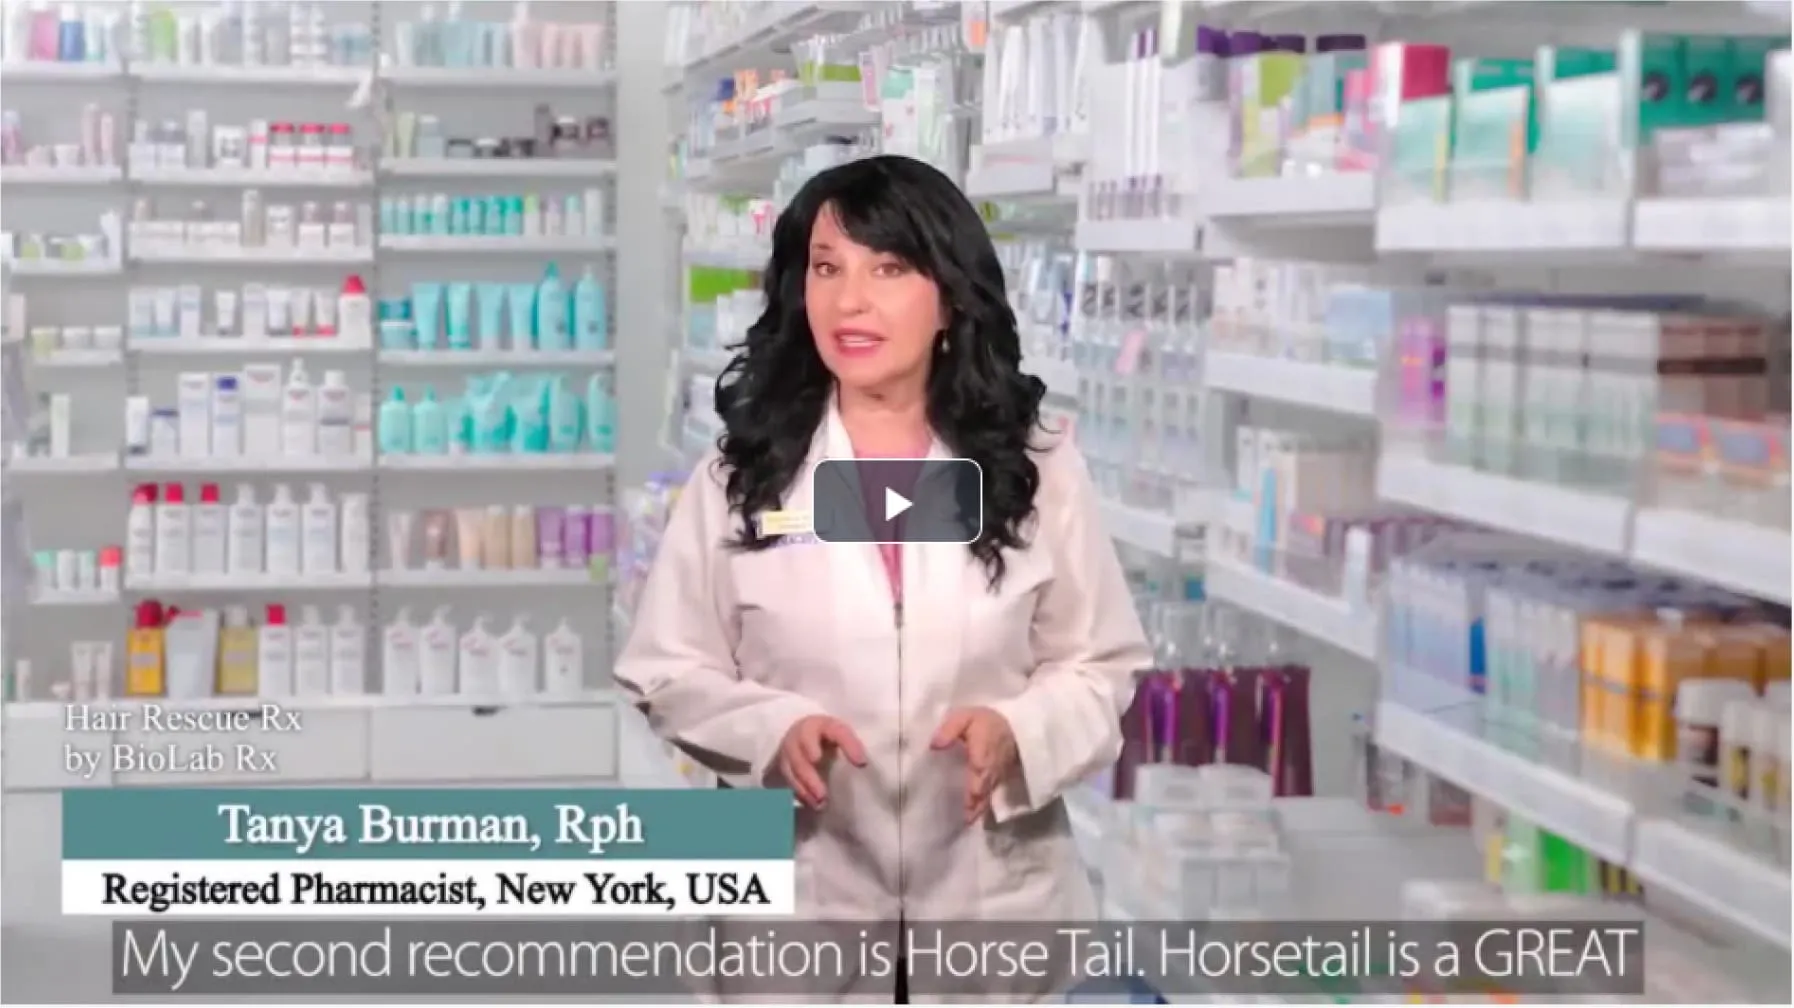 Hair Rescue Rx
by BioLab Rx
Tanya Burman, Rph
Registered Pharmacist, New York, USA
My second recommendation is Horse Tail. Horsetail is a GREAT